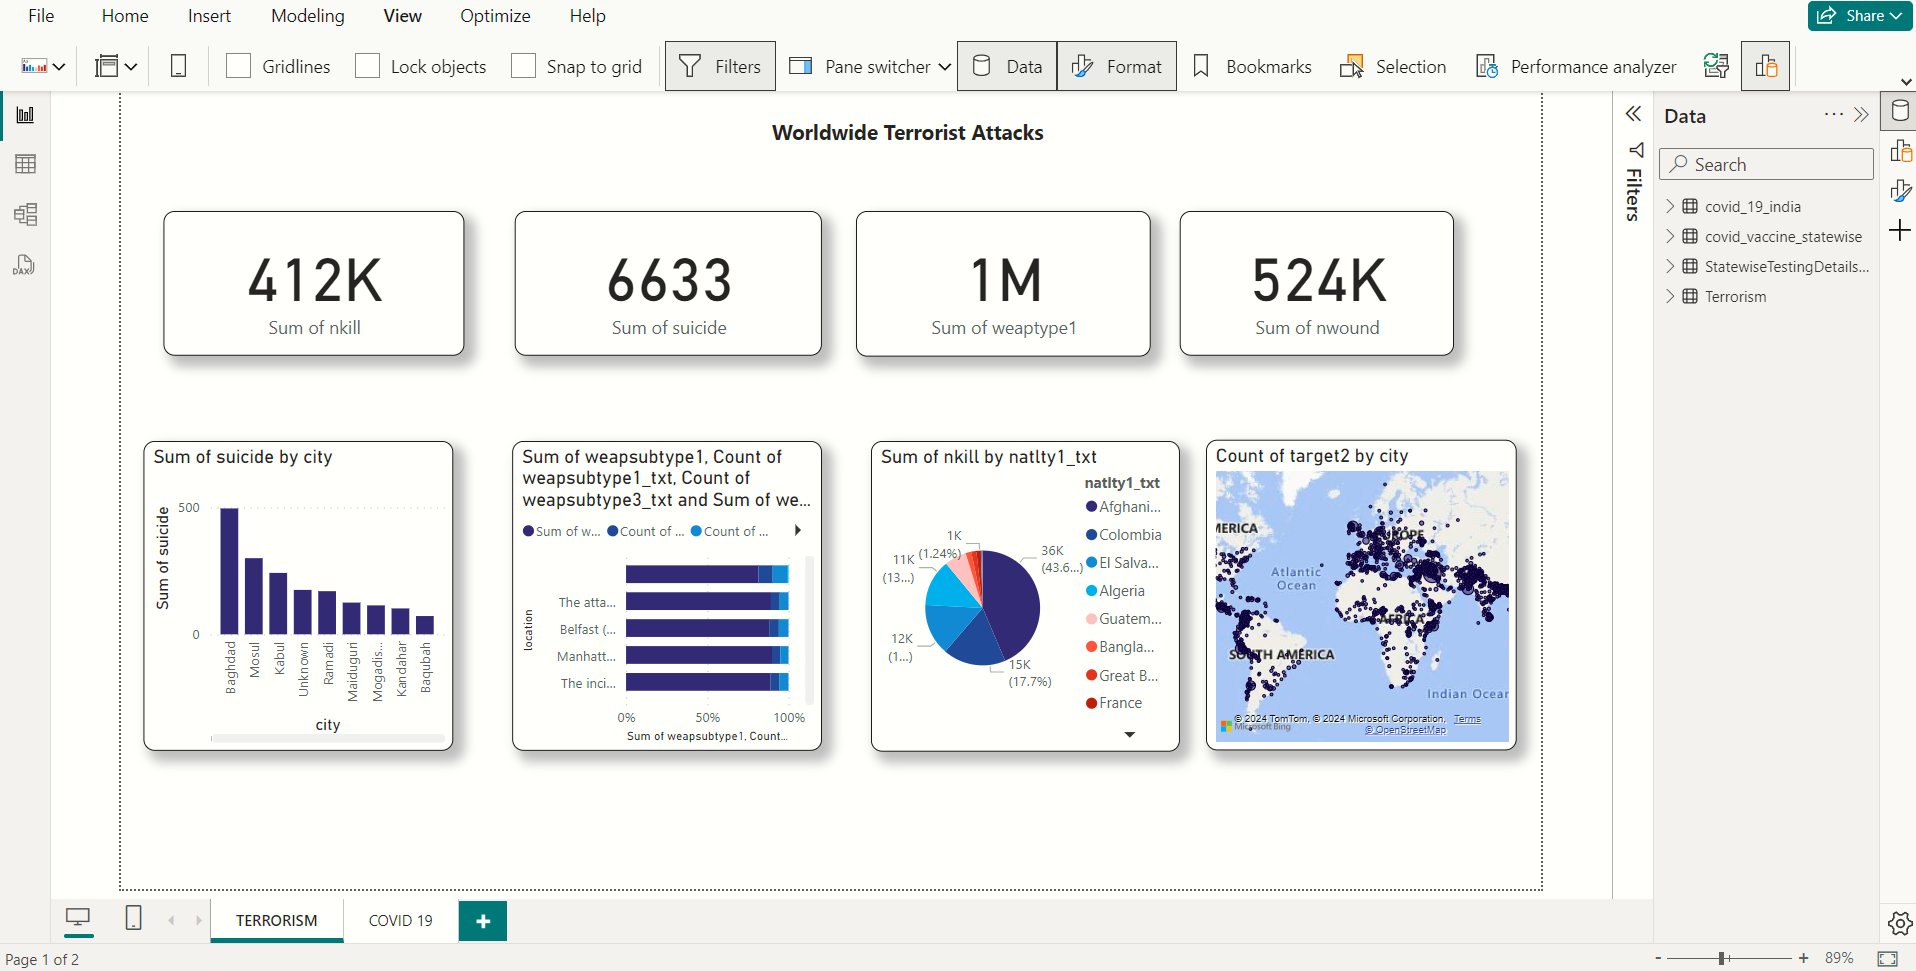 File Home Insert Modeling View Optimize Help
Share
Gridlines Lock objects Snap to grid Filters Pane switcher Data Format Bookmarks Selection Performance analyzer
Worldwide Terrorist Attacks
412K
Sum of nkill
6633
Sum of suicide
1M
Sum of weaptype1
524K
Sum of nwound
Sum of suicide by city
Sum of suicide
500
0
Baghdad
Mosul
Kabul
Unknown
Ramadi
Maiduguri
Mogadis...
Kandahar
Baqubah
city
Sum of weapsubtype1, Count of
weapsubtype1_txt, Count of
weapsubtype3_txt and Sum of we...
Sum of w... Count of ... Count of ...
location
The atta...
Belfast (...
Manhatt...
The inci...
0% 50% 100%
Sum of weapsubtype1, Count...
Sum of nkill by natlty1_txt
natlty1_txt
Afghani...
Colombia
El Salva...
Algeria
Guatem...
Bangla...
Great B...
France
1K
(1.24%)
11K
(13...)
12K
(1...)
36K
(43.6...)
15K
(17.7%)
Count of target2 by city
MERICA
EUROPE
Atlantic
Ocean
AFRICA
SOUTH AMERICA
Indian Ocear
© 2024 TomTom, © 2024 Microsoft Corporation, Terms
Microsoft Bing
© OpenStreetMap
Filters
Data
Search
covid_19_india
covid_vaccine_statewise
StatewiseTestingDetails...
Terrorism
DAX
TERRORISM COVID 19
Page 1 of 2
89%